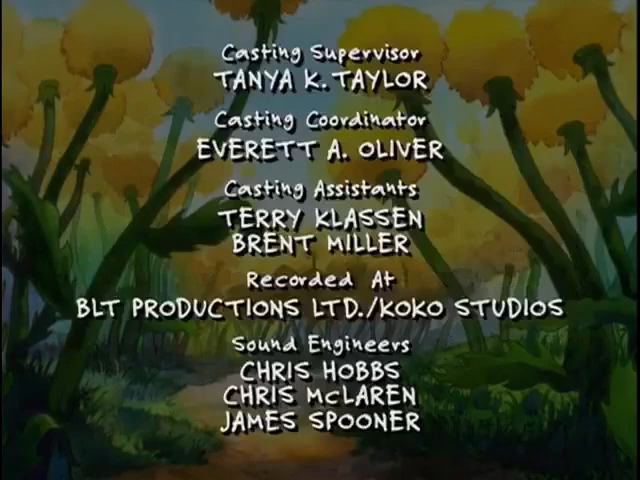 Casting Supervisor
TANYA K. TAYLOR
Casting Coordinator
EVERETT A. OLIVER
Casting Assistants
TERRY KLASSEN
BRENT MILLER
Recorded At
BLT PRODUCTIONS LTD./KOKO STUDIOS
Sound Engineers
CHRIS HOBBS
CHRIS McLAREN
JAMES SPOONER